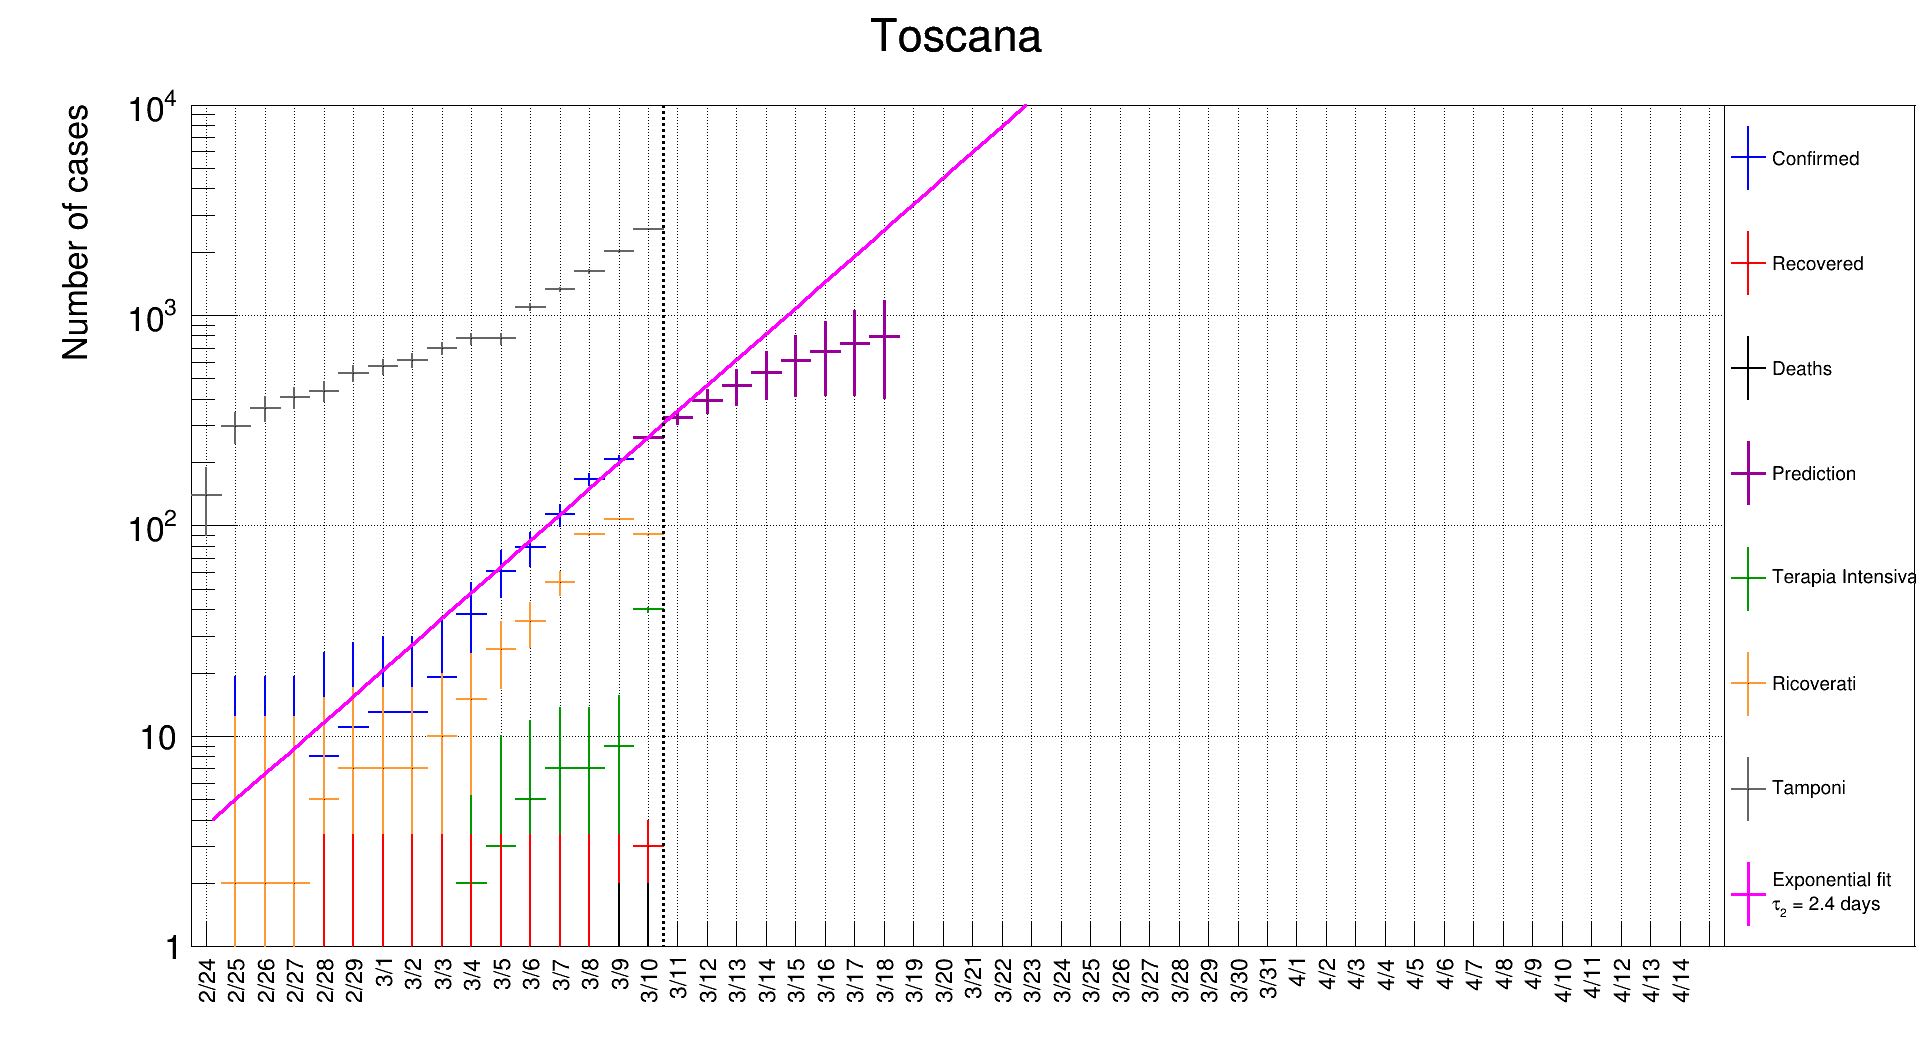 Toscana
Number of cases
10⁴
10³
10²
10
1
2/24 2/25 2/26 2/27 2/28 2/29 3/1 3/2 3/3 3/4 3/5 3/6 3/7 3/8 3/9 3/10 3/11 3/12 3/13 3/14 3/15 3/16 3/17 3/18 3/19 3/20 3/21 3/22 3/23 3/24 3/25 3/26 3/27 3/28 3/29 3/30 3/31 4/1 4/2 4/3 4/4 4/5 4/6 4/7 4/8 4/9 4/10 4/11 4/12 4/13 4/14
Confirmed
Recovered
Deaths
Prediction
Terapia Intensiva
Ricoverati
Tamponi
Exponential fit
τ₂ = 2.4 days